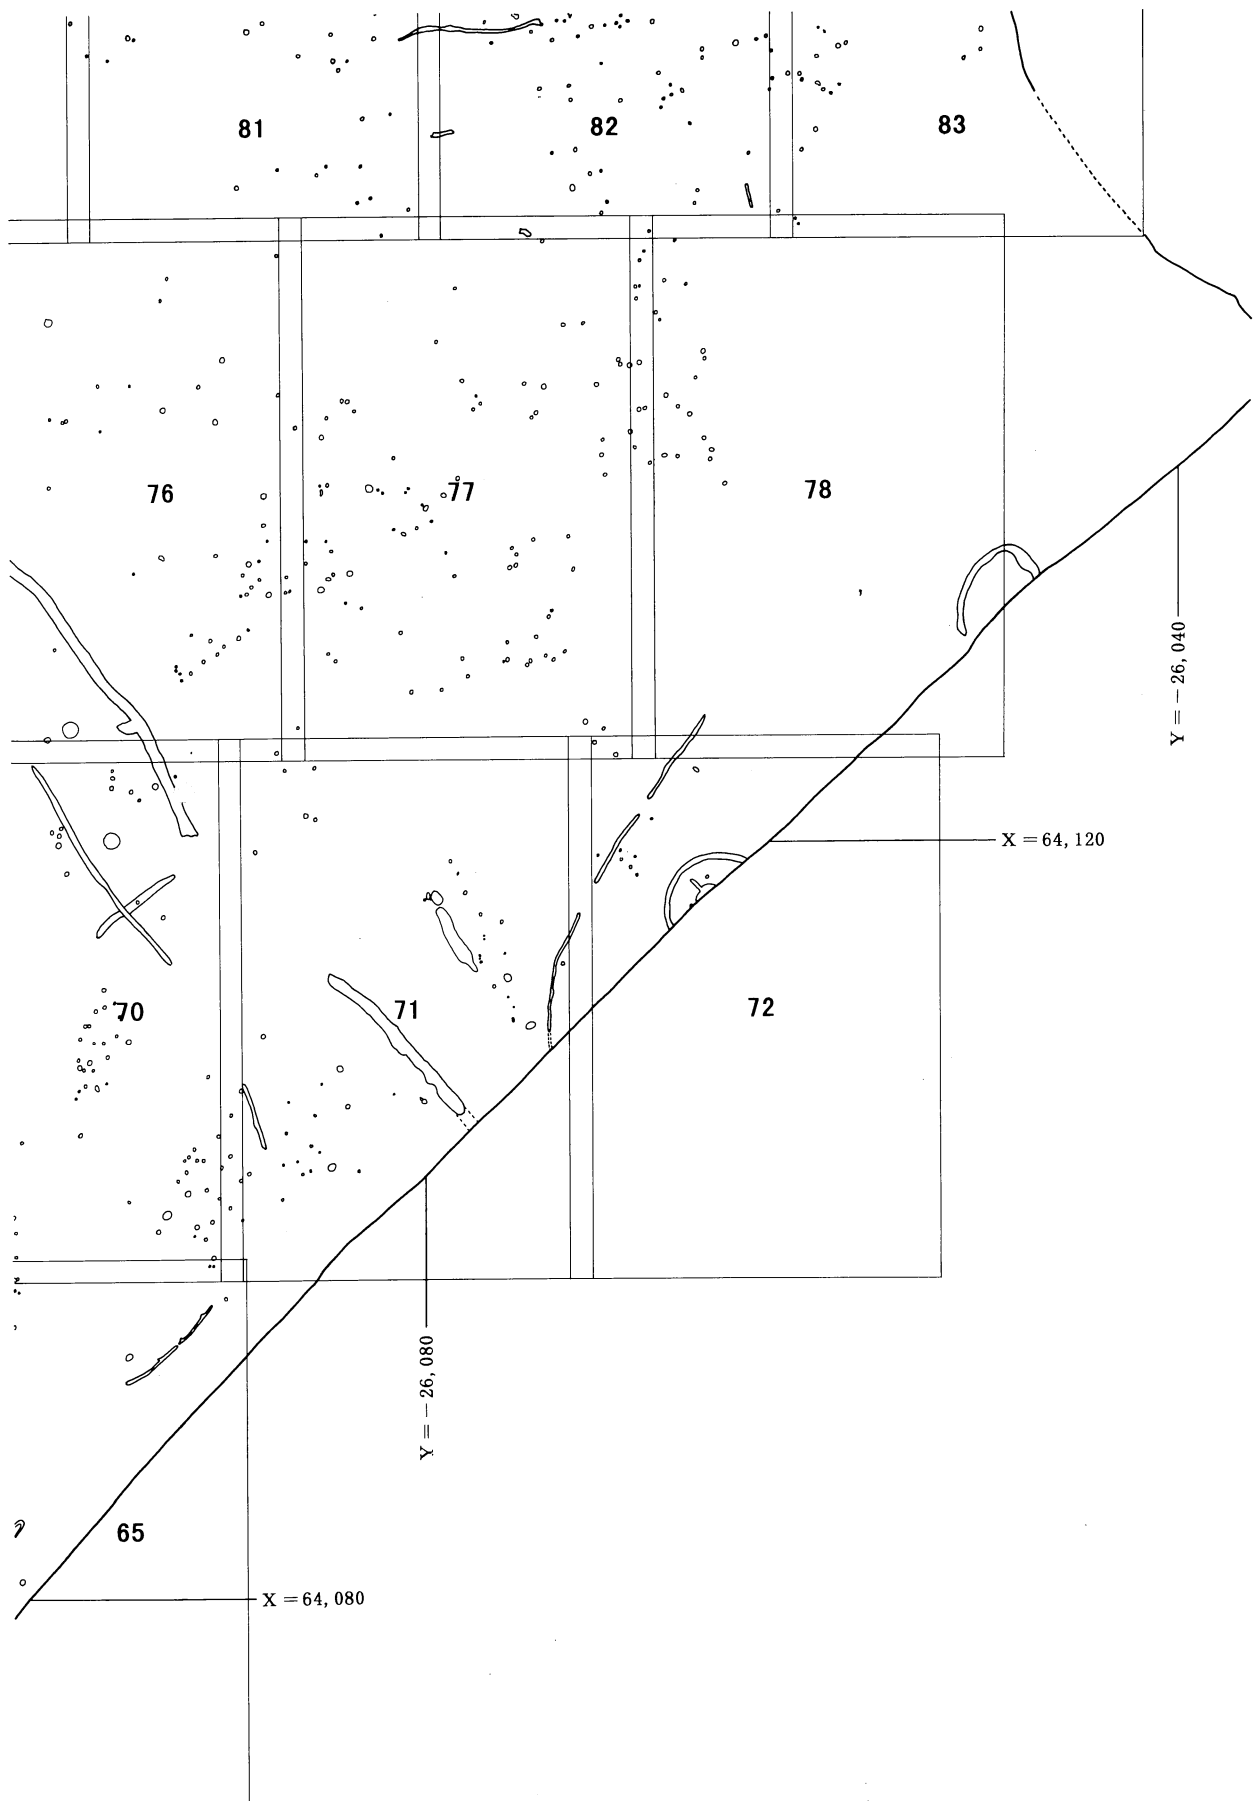 81
82
83
76
77
78
Y = −26, 040
X = 64, 120
70
71
72
Y = −26, 080
65
X = 64, 080